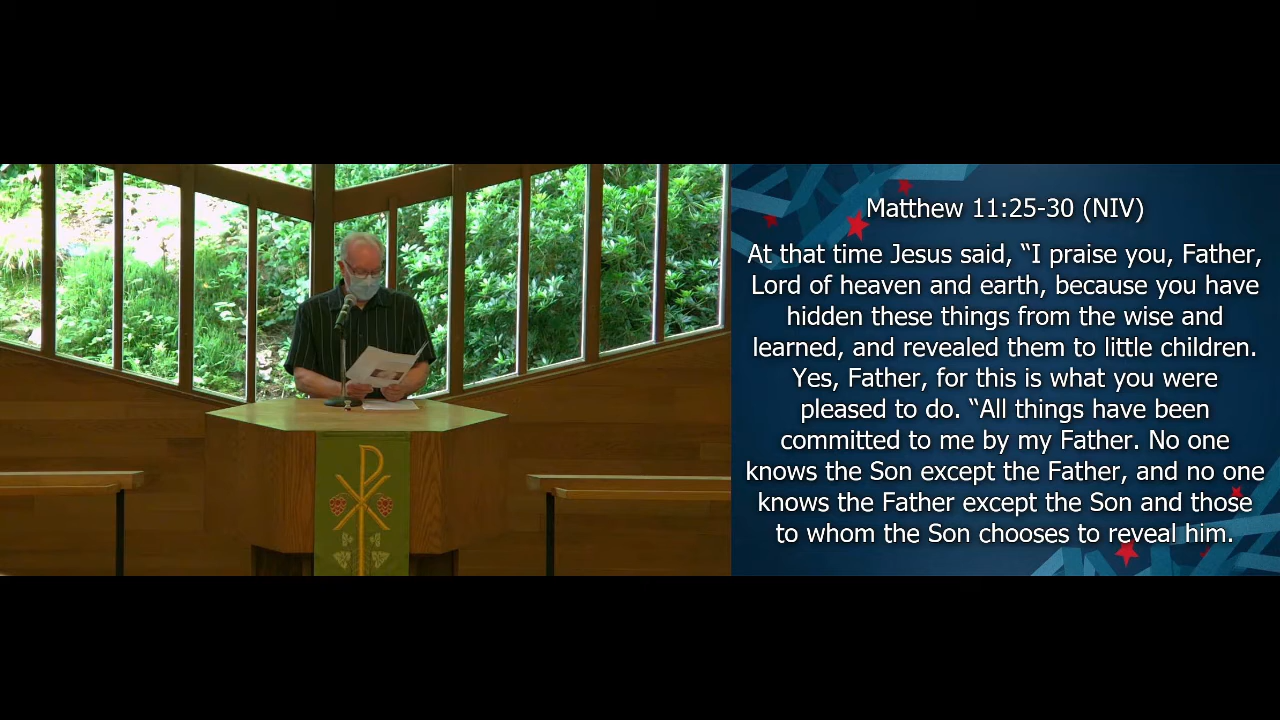 Matthew 11:25-30 (NIV)
At that time Jesus said, “I praise you, Father,
Lord of heaven and earth, because you have
hidden these things from the wise and
learned, and revealed them to little children.
Yes, Father, for this is what you were
pleased to do. “All things have been
committed to me by my Father. No one
knows the Son except the Father, and no one
knows the Father except the Son and those
to whom the Son chooses to reveal him.